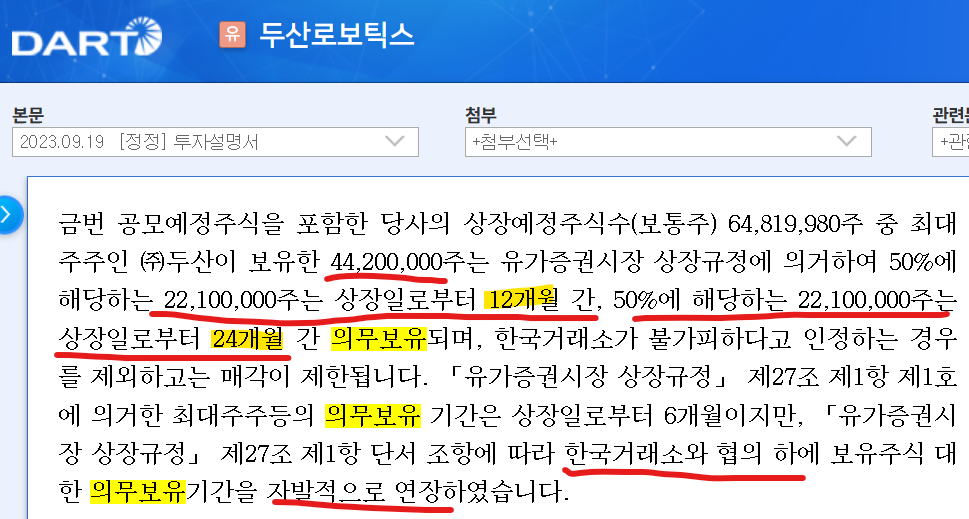 DART 유 두산로보틱스
본문 첨부 관련
2023.09.19 [정정] 투자설명서 +첨부선택+ +관
금번 공모예정주식을 포함한 당사의 상장예정주식수(보통주) 64,819,980주 중 최대
주주인 ㈜두산이 보유한 44,200,000주는 유가증권시장 상장규정에 의거하여 50%에
해당하는 22,100,000주는 상장일로부터 12개월 간, 50%에 해당하는 22,100,000주는
상장일로부터 24개월 간 의무보유되며, 한국거래소가 불가피하다고 인정하는 경우
를 제외하고는 매각이 제한됩니다. 「유가증권시장 상장규정」 제27조 제1항 제1호
에 의거한 최대주주등의 의무보유 기간은 상장일로부터 6개월이지만, 「유가증권시
장 상장규정」 제27조 제1항 단서 조항에 따라 한국거래소와 협의 하에 보유주식 대
한 의무보유기간을 자발적으로 연장하였습니다.